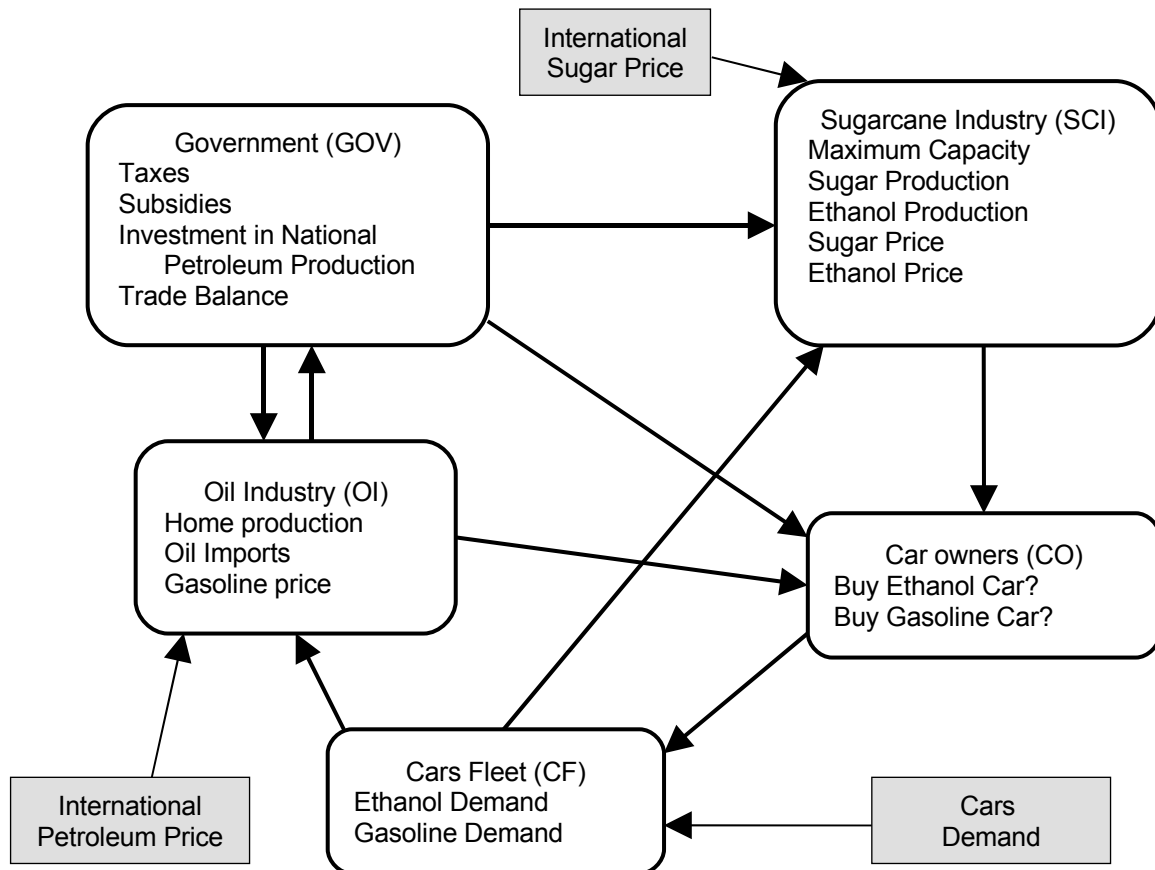 International
Sugar Price
Government (GOV)
Taxes
Subsidies
Investment in National
Petroleum Production
Trade Balance
Sugarcane Industry (SCI)
Maximum Capacity
Sugar Production
Ethanol Production
Sugar Price
Ethanol Price
Oil Industry (OI)
Home production
Oil Imports
Gasoline price
Car owners (CO)
Buy Ethanol Car?
Buy Gasoline Car?
International
Petroleum Price
Cars Fleet (CF)
Ethanol Demand
Gasoline Demand
Cars
Demand